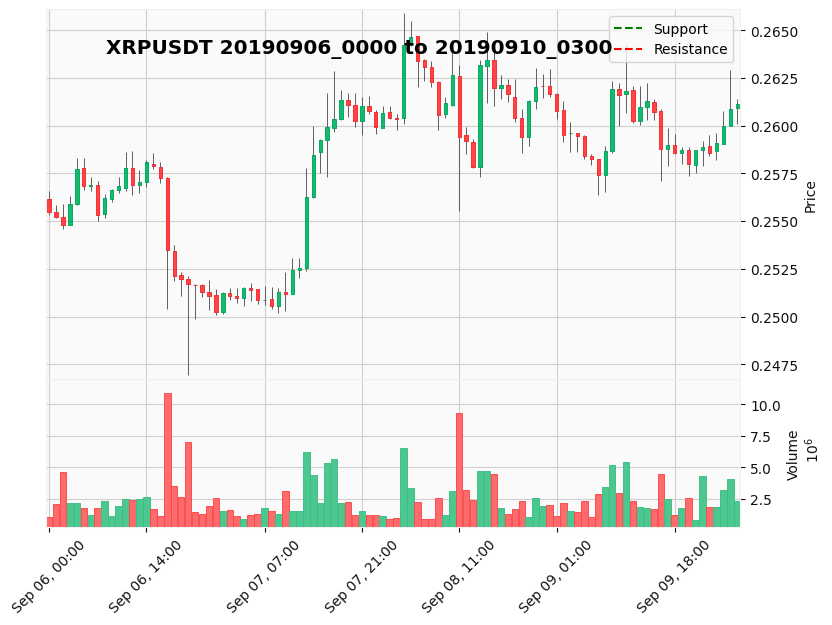 XRPUSDT 20190906_0000 to 20190910_0300
Support
Resistance
0.2650
0.2625
0.2600
0.2575
0.2550
0.2525
0.2500
0.2475
Price
10.0
7.5
5.0
2.5
Volume
10^6
Sep 06, 00:00
Sep 06, 14:00
Sep 07, 07:00
Sep 07, 21:00
Sep 08, 11:00
Sep 09, 01:00
Sep 09, 18:00